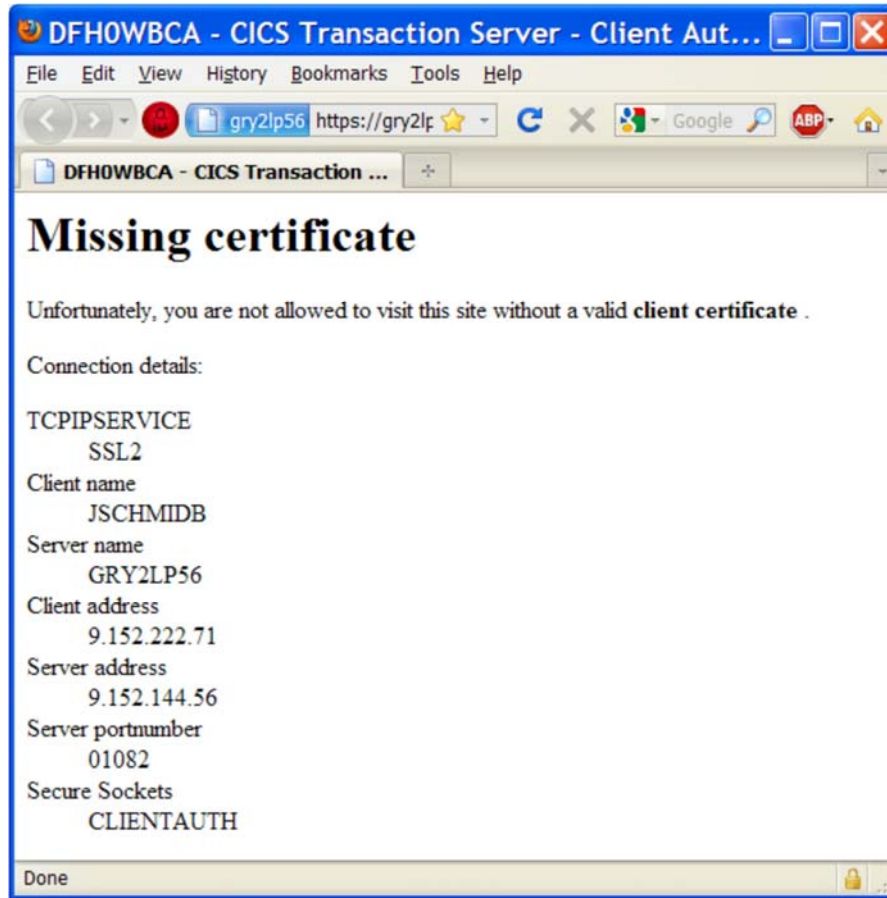 DFH0WBCA - CICS Transaction Server - Client Aut...
File Edit View History Bookmarks Tools Help
gry2lp56 https://gry2lp Google ABP
DFH0WBCA - CICS Transaction ...
Missing certificate
Unfortunately, you are not allowed to visit this site without a valid client certificate .
Connection details:
TCPIPSERVICE
SSL2
Client name
JSCHMIDB
Server name
GRY2LP56
Client address
9.152.222.71
Server address
9.152.144.56
Server portnumber
01082
Secure Sockets
CLIENTAUTH
Done